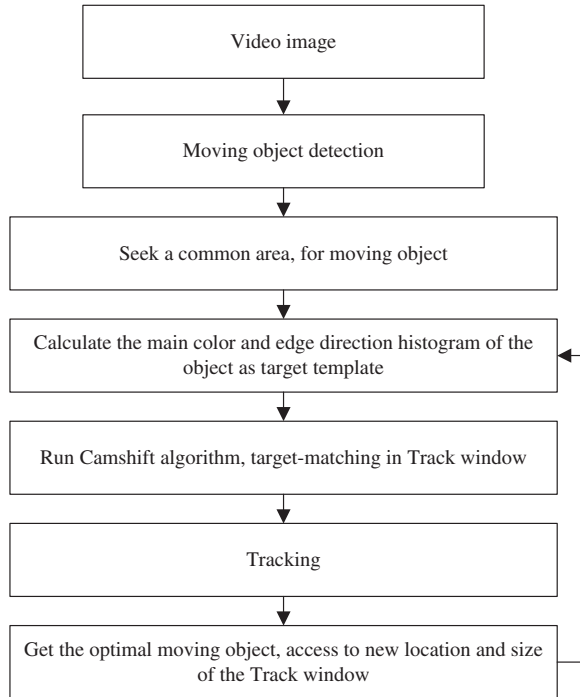 Video image
Moving object detection
Seek a common area, for moving object
Calculate the main color and edge direction histogram of the
object as target template
Run Camshift algorithm, target-matching in Track window
Tracking
Get the optimal moving object, access to new location and size
of the Track window